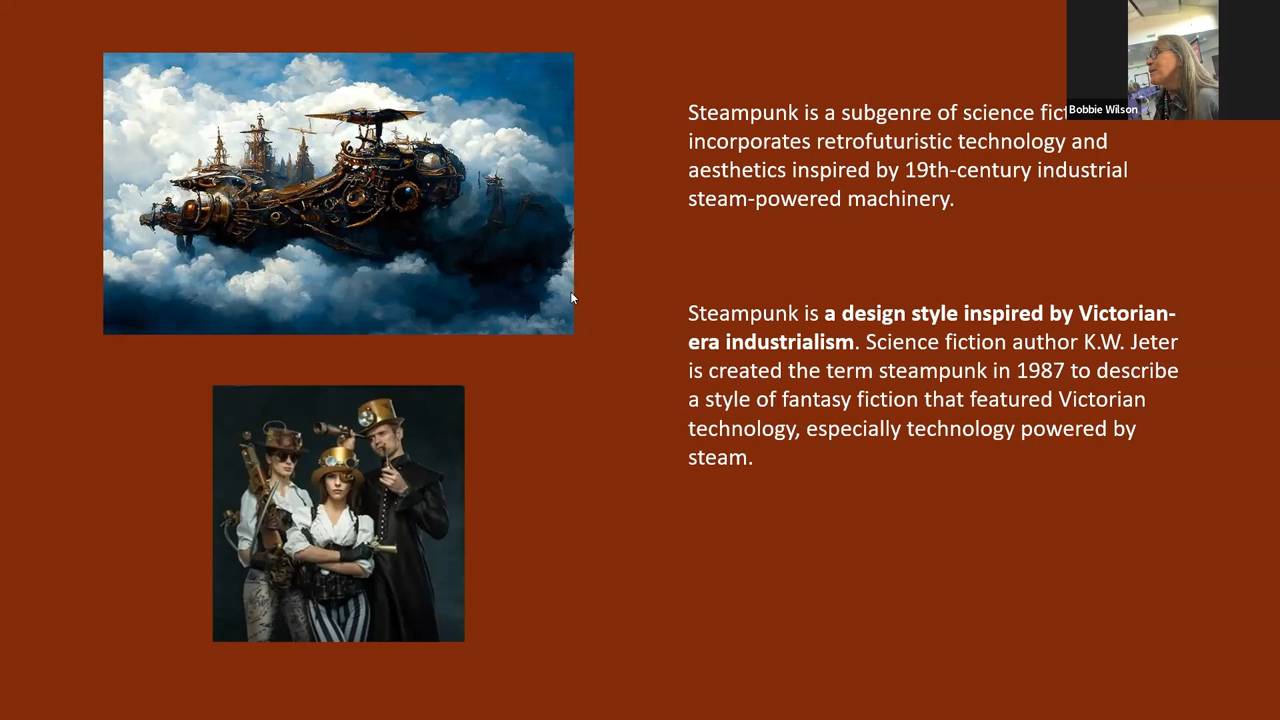 Steampunk is a subgenre of science fic
Bobbie Wilson
incorporates retrofuturistic technology and
aesthetics inspired by 19th-century industrial
steam-powered machinery.
Steampunk is a design style inspired by Victorian-
era industrialism. Science fiction author K.W. Jeter
is created the term steampunk in 1987 to describe
a style of fantasy fiction that featured Victorian
technology, especially technology powered by
steam.